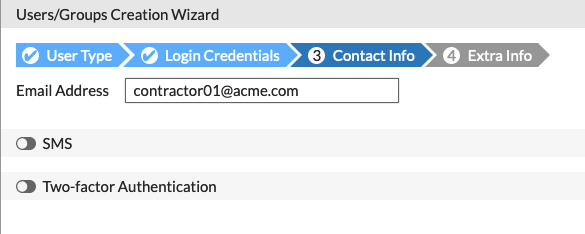 Users/Groups Creation Wizard
User Type Login Credentials 3 Contact Info 4 Extra Info
Email Address contractor01@acme.com
SMS
Two-factor Authentication